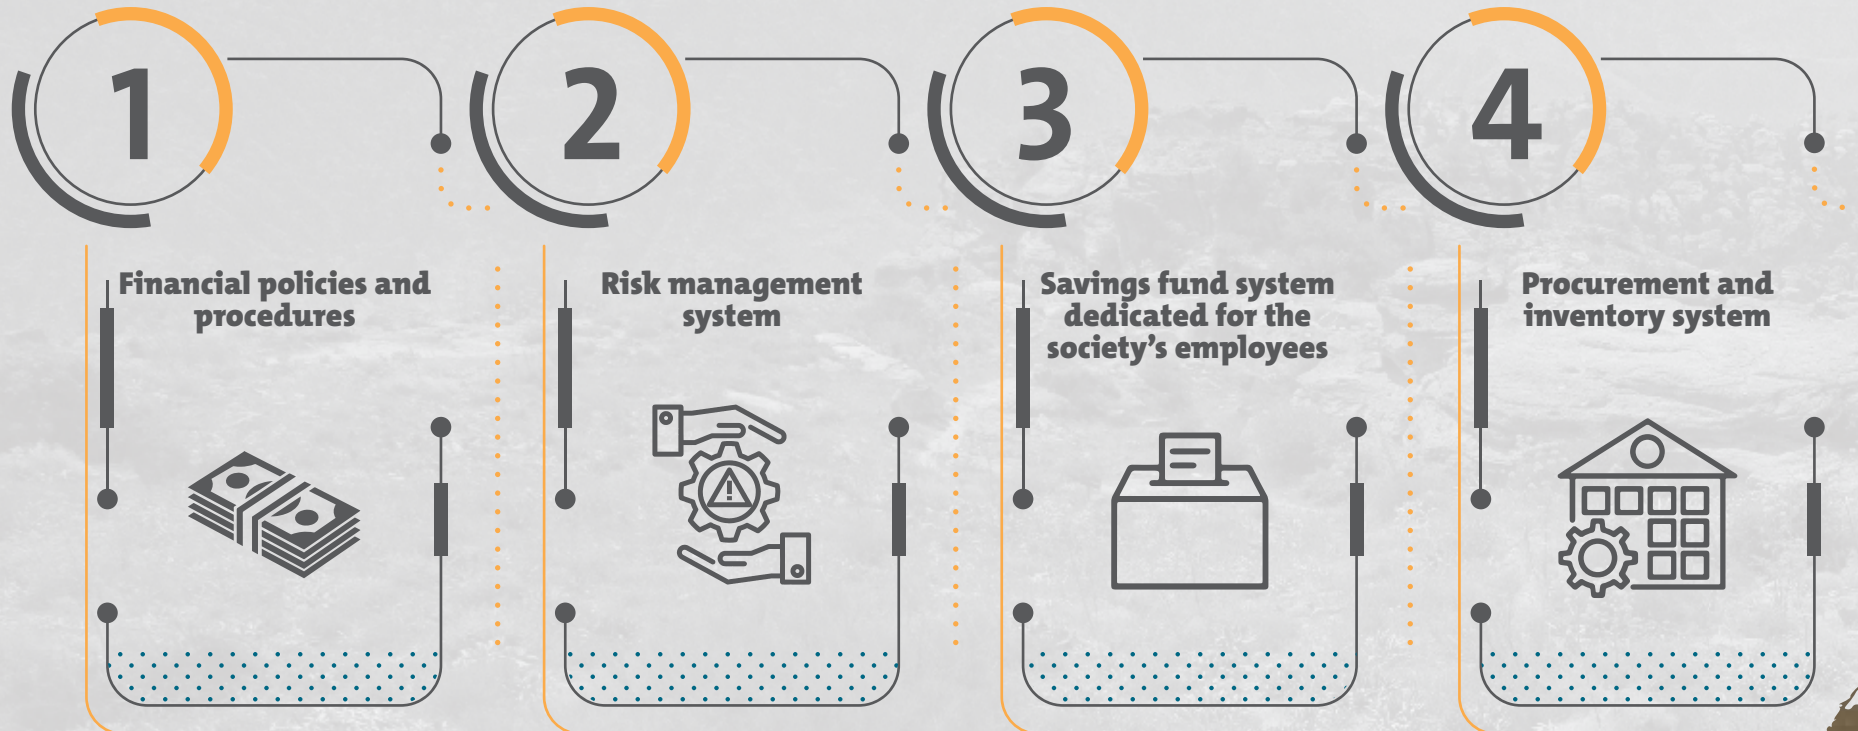 1
Financial policies and
procedures
2
Risk management
system
3
Savings fund system
dedicated for the
society's employees
4
Procurement and
inventory system